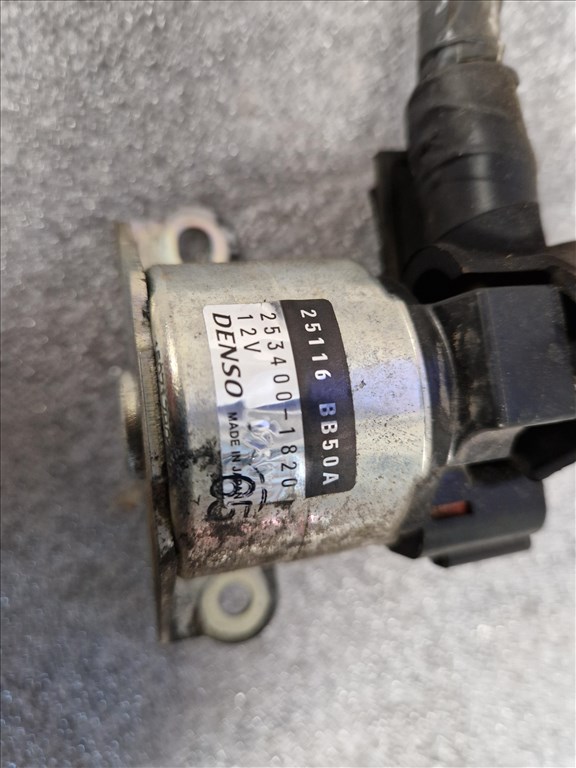 25116 BB50A
253400-1820
12V
DENSO MADE IN JAPAN